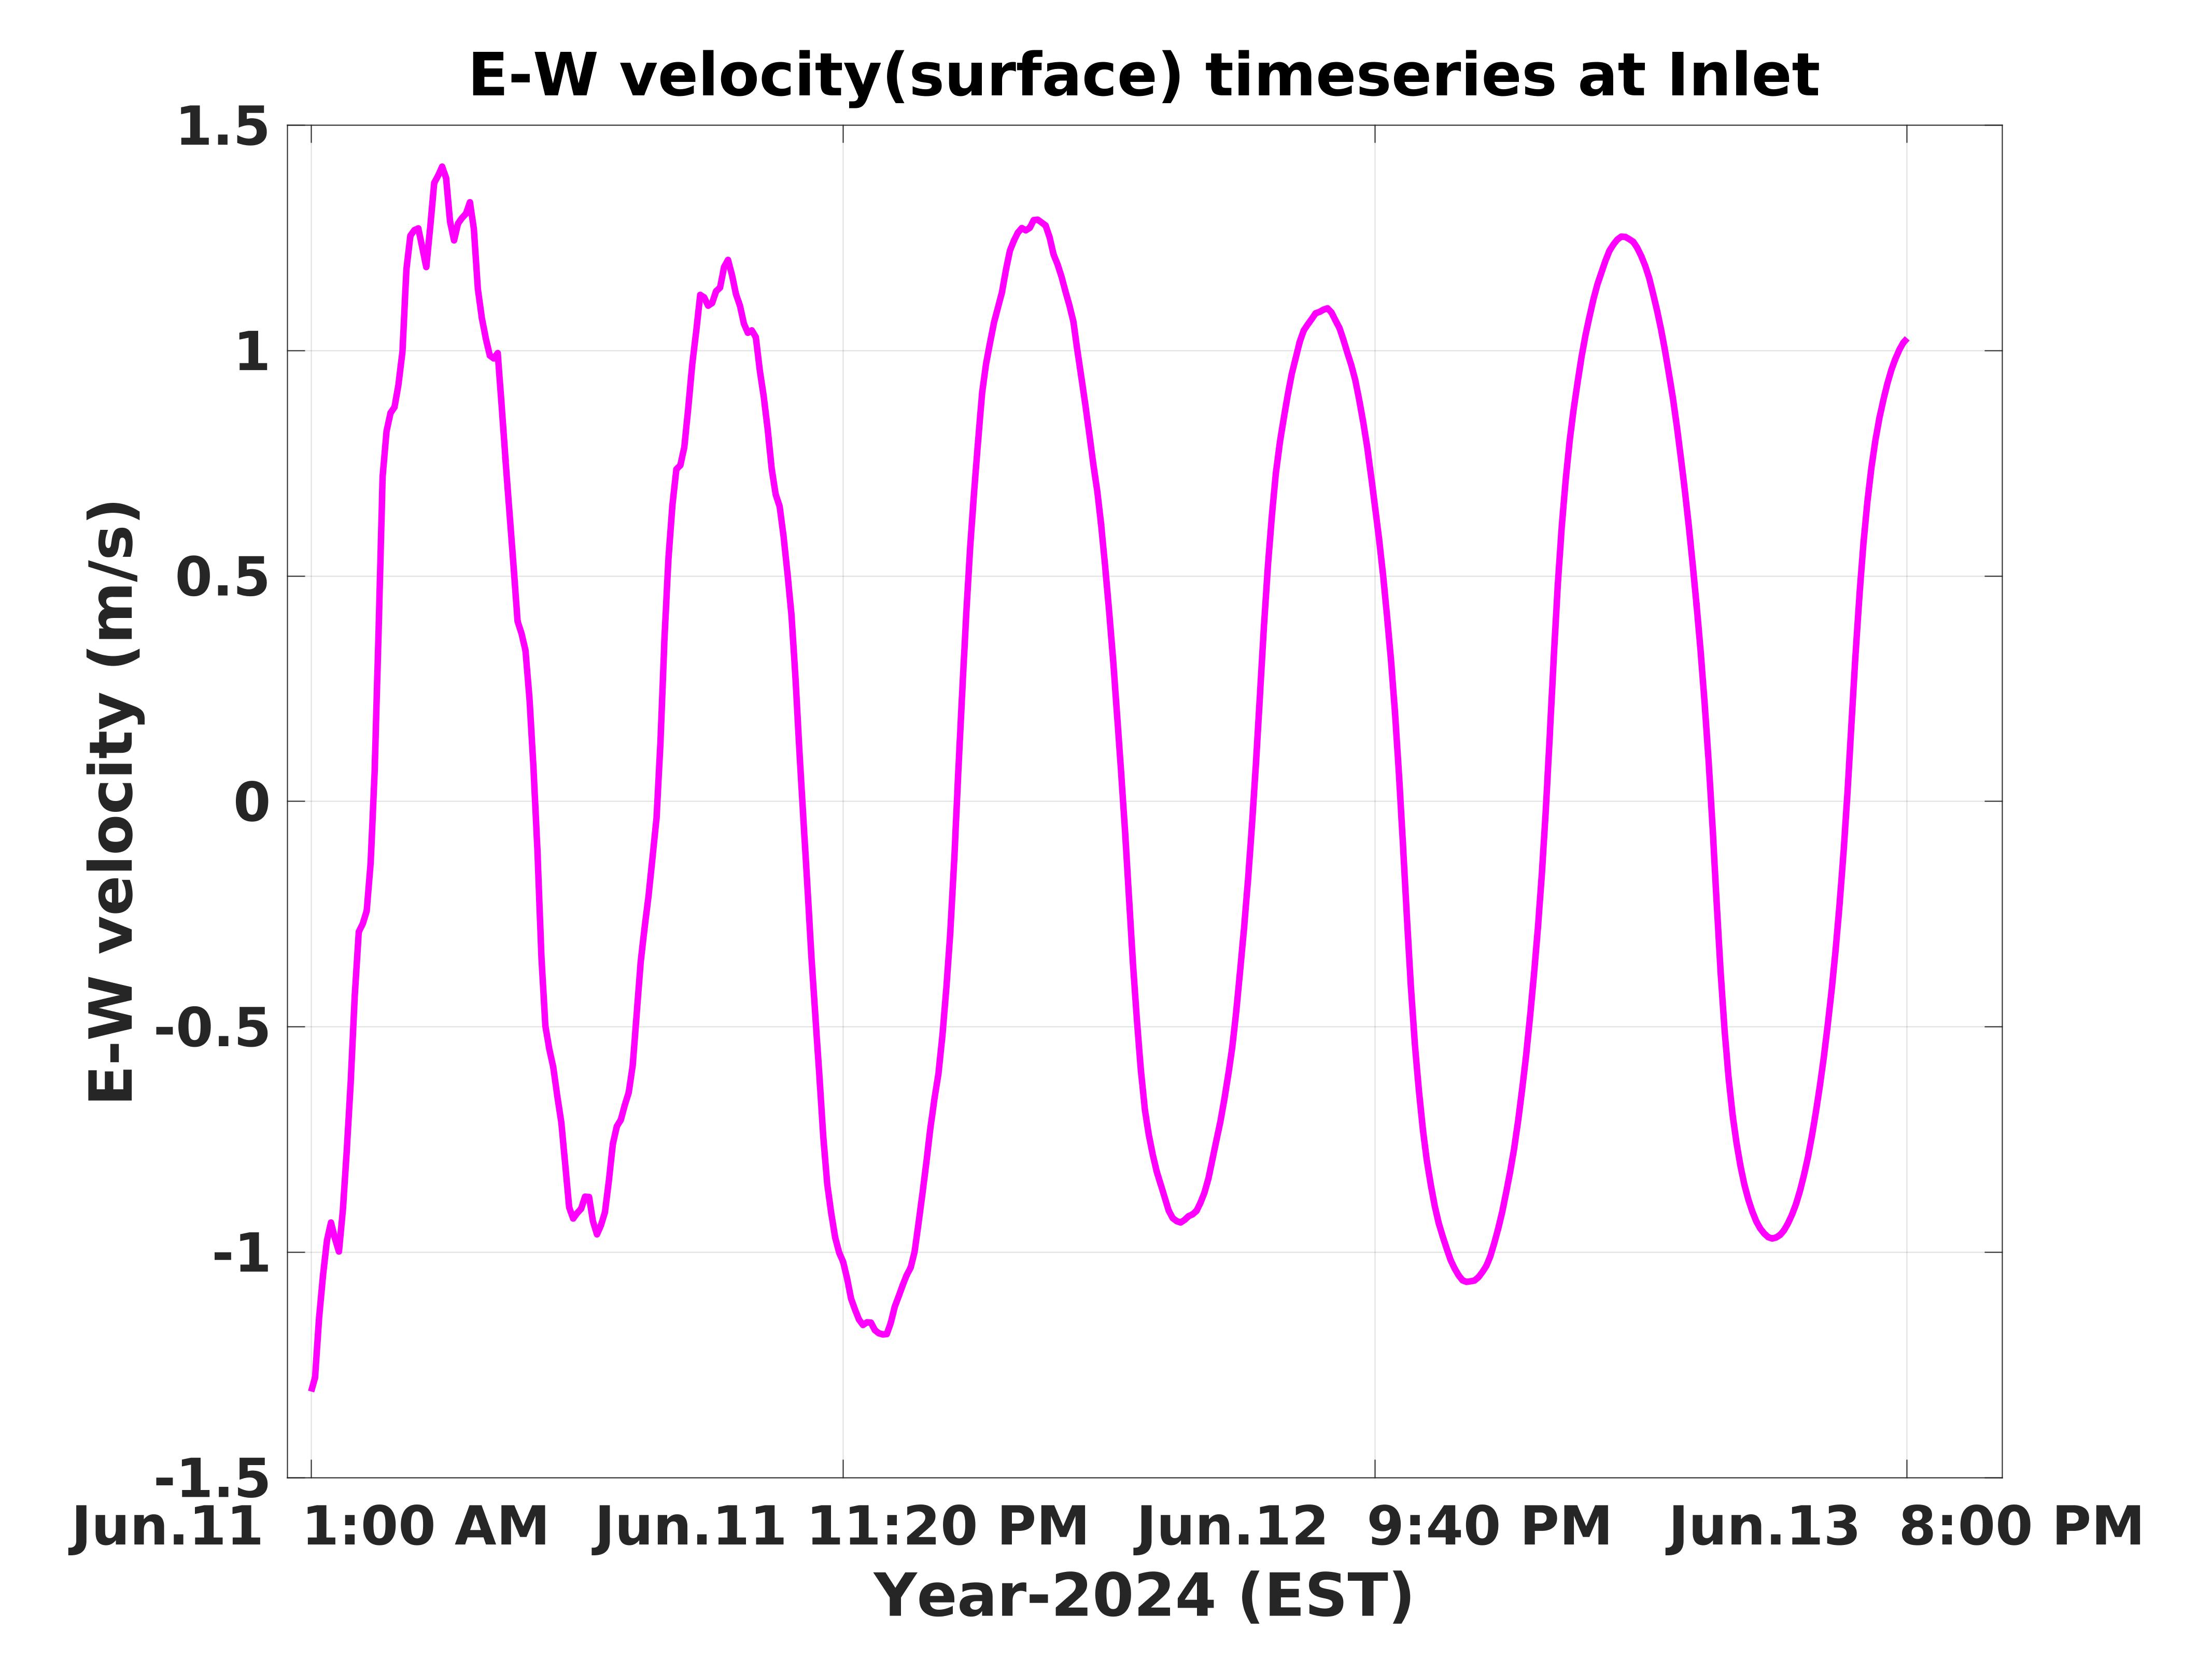 E-W velocity(surface) timeseries at Inlet
E-W velocity (m/s)
1.5
1
0.5
0
-0.5
-1
-1.5
Jun.11 1:00 AM Jun.11 11:20 PM Jun.12 9:40 PM Jun.13 8:00 PM
Year-2024 (EST)